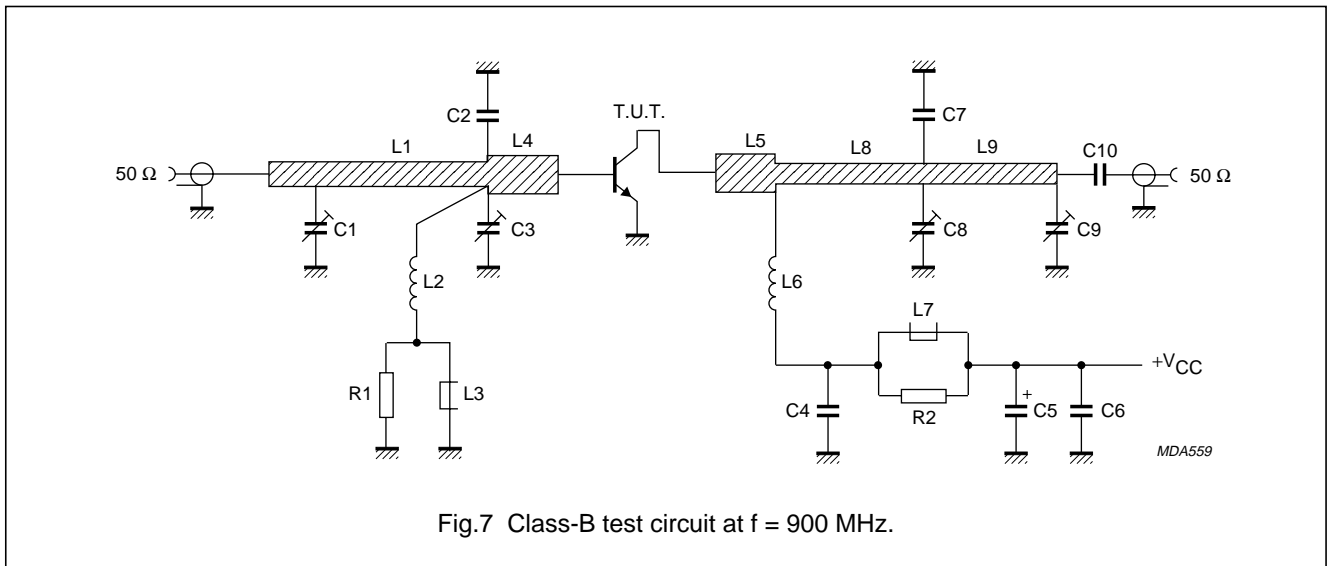 C2
L1
L4
T.U.T.
L5
C7
L8
L9
C10
50 Ω
50 Ω
C1
C3
C8
C9
L2
L6
L7
R1
L3
C4
R2
+
C5
C6
+VCC
MDA559
Fig.7 Class-B test circuit at f = 900 MHz.